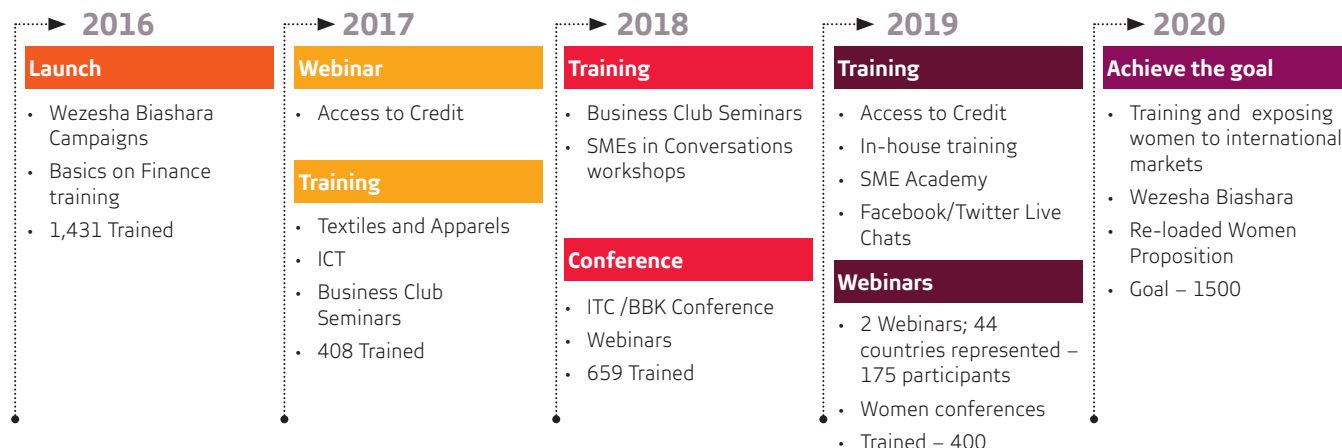 2016
Launch
• Wezesha Biashara
Campaigns
• Basics on Finance
training
• 1,431 Trained
2017
Webinar
• Access to Credit
Training
• Textiles and Apparels
• ICT
• Business Club
Seminars
• 408 Trained
2018
Training
• Business Club Seminars
• SMEs in Conversations
workshops
Conference
• ITC /BBK Conference
• Webinars
• 659 Trained
2019
Training
• Access to Credit
• In-house training
• SME Academy
• Facebook/Twitter Live
Chats
Webinars
• 2 Webinars; 44
countries represented –
175 participants
• Women conferences
• Trained – 400
2020
Achieve the goal
• Training and exposing
women to international
markets
• Wezesha Biashara
• Re-loaded Women
Proposition
• Goal – 1500